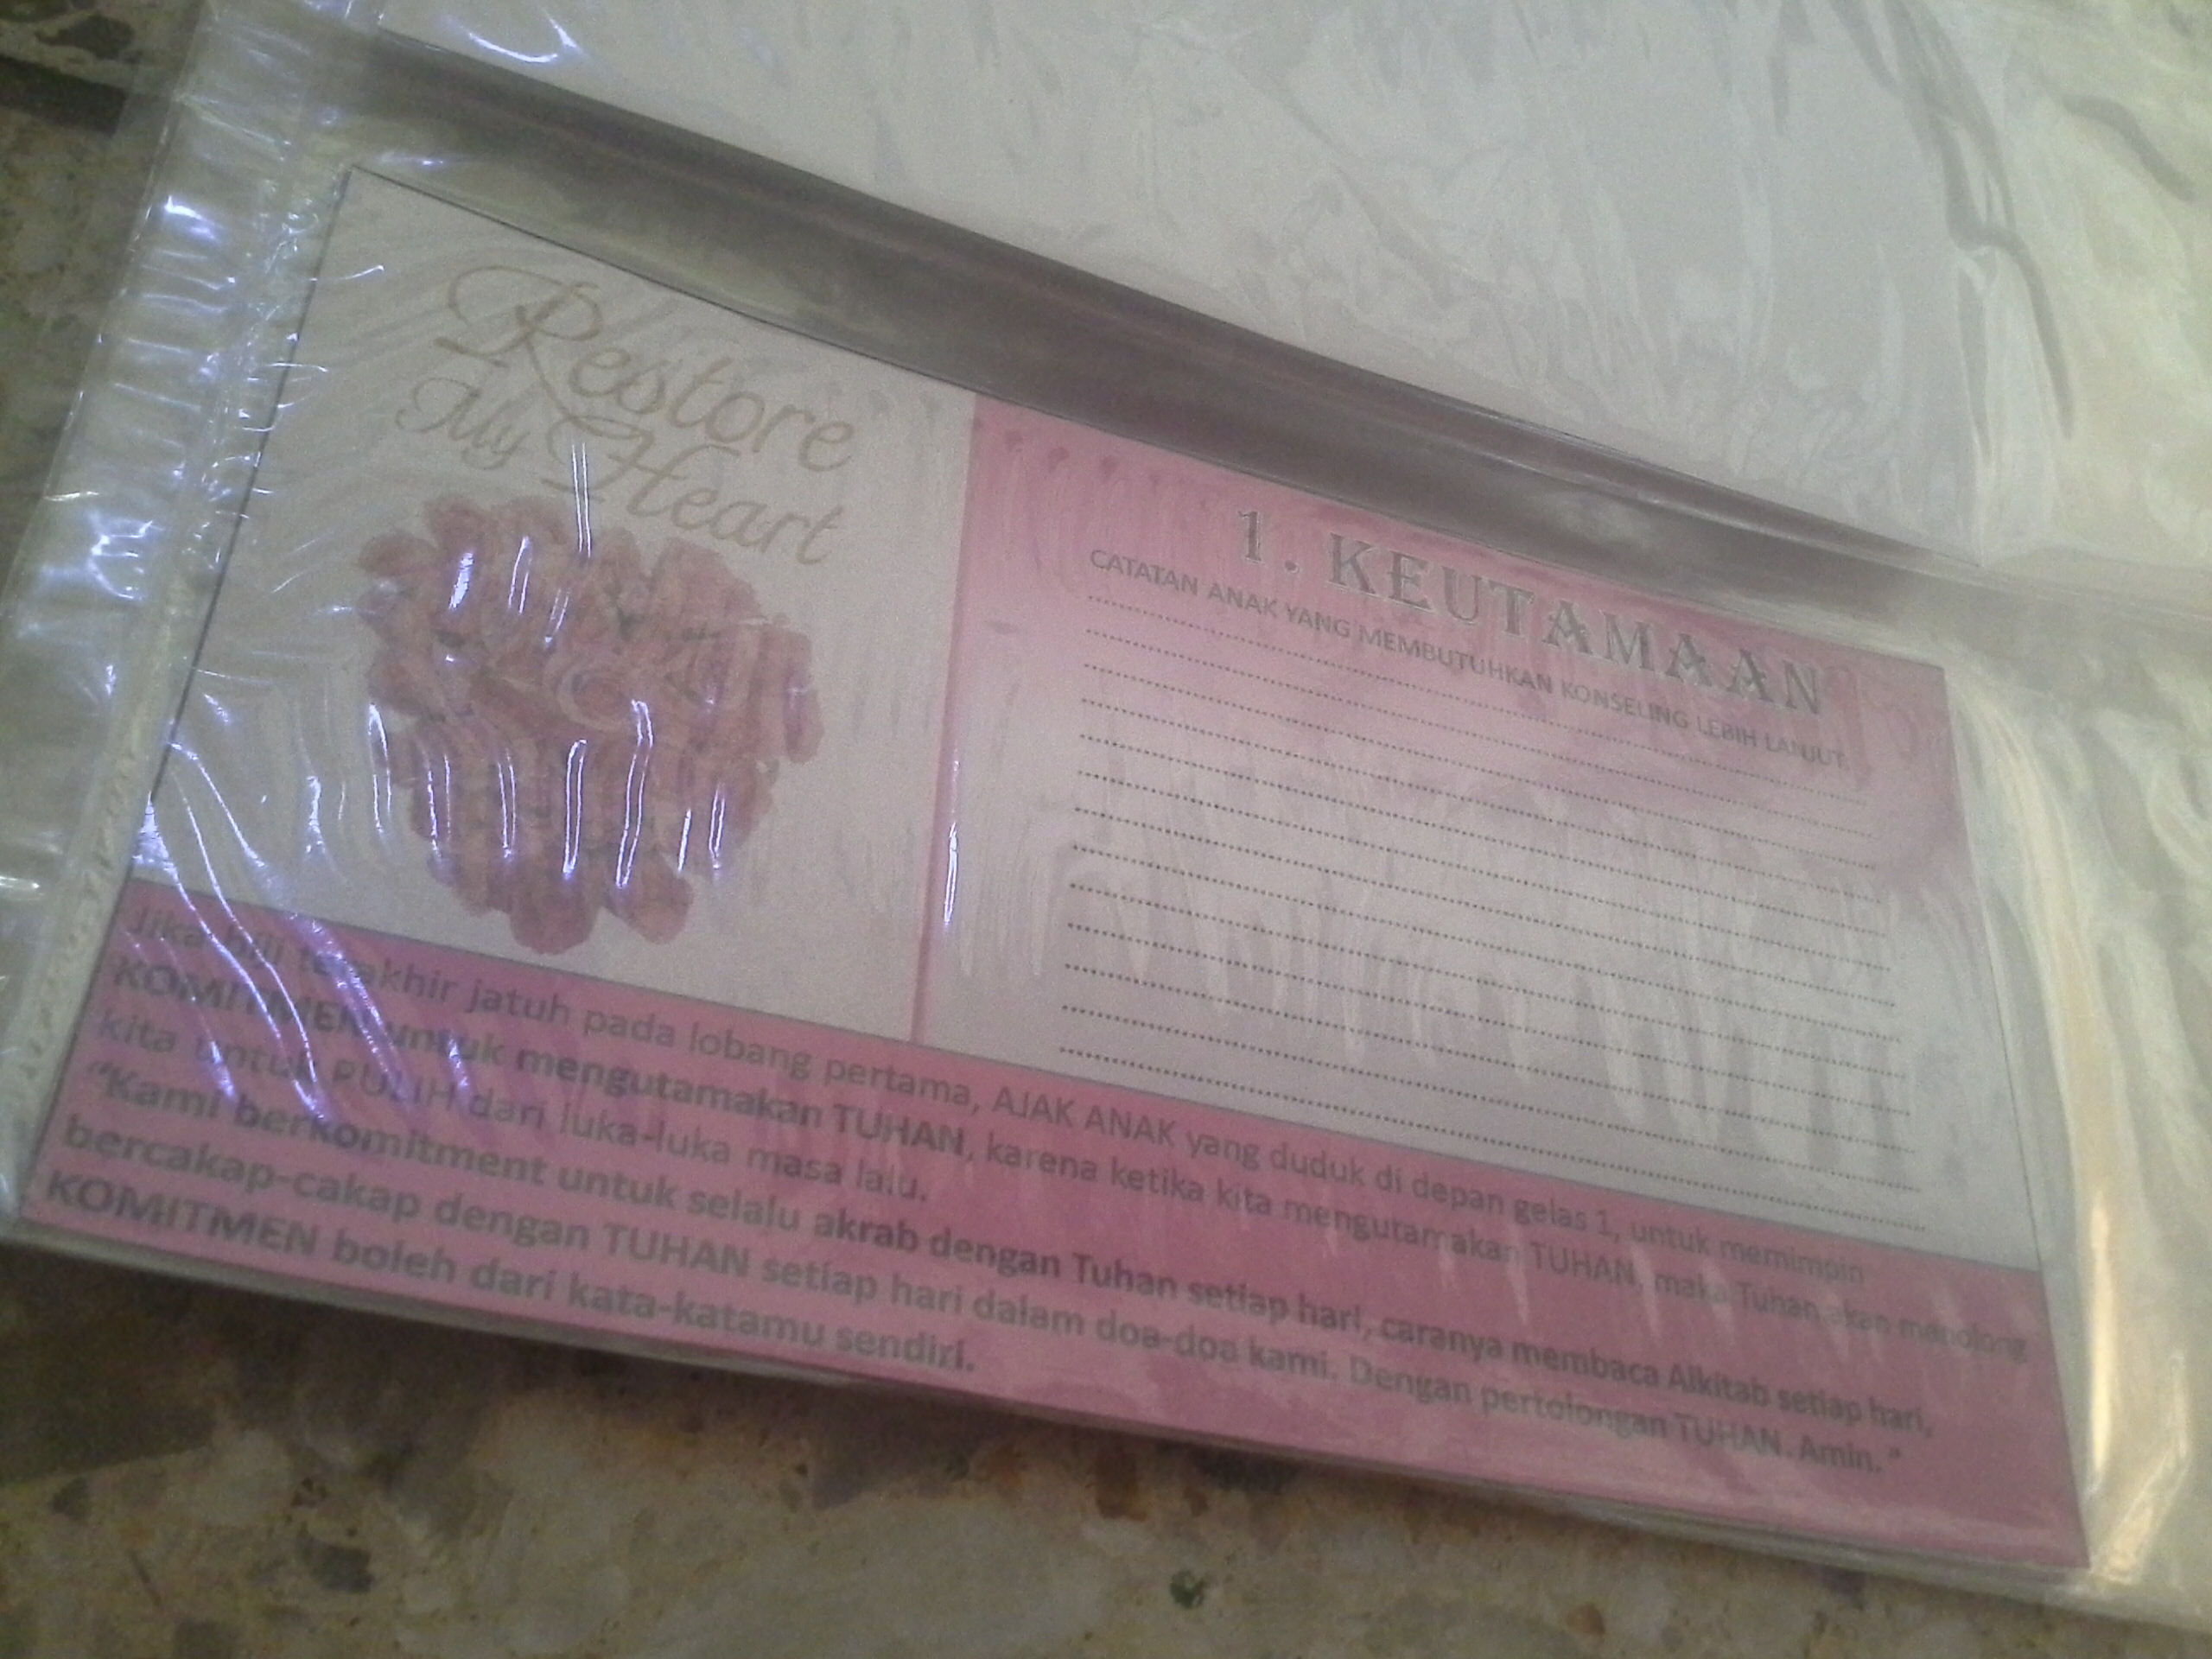 Restore
My Heart
1. KEUTAMAAN
CATATAN ANAK YANG MEMBUTUHKAN KONSELING LEBIH LANJUT.
Jika biji terakhir jatuh pada lobang pertama, AJAK ANAK yang duduk di depan gelas 1, untuk memimpin
KOMITMEN untuk mengutamakan TUHAN, karena ketika kita mengutamakan TUHAN, maka Tuhan akan menolong
kita untuk PULIH dari luka-luka masa lalu.
“Kami berkomitment untuk selalu akrab dengan Tuhan setiap hari, caranya membaca Alkitab setiap hari,
bercakap-cakap dengan TUHAN setiap hari dalam doa-doa kami. Dengan pertolongan TUHAN. Amin.”
KOMITMEN boleh dari kata-katamu sendiri.